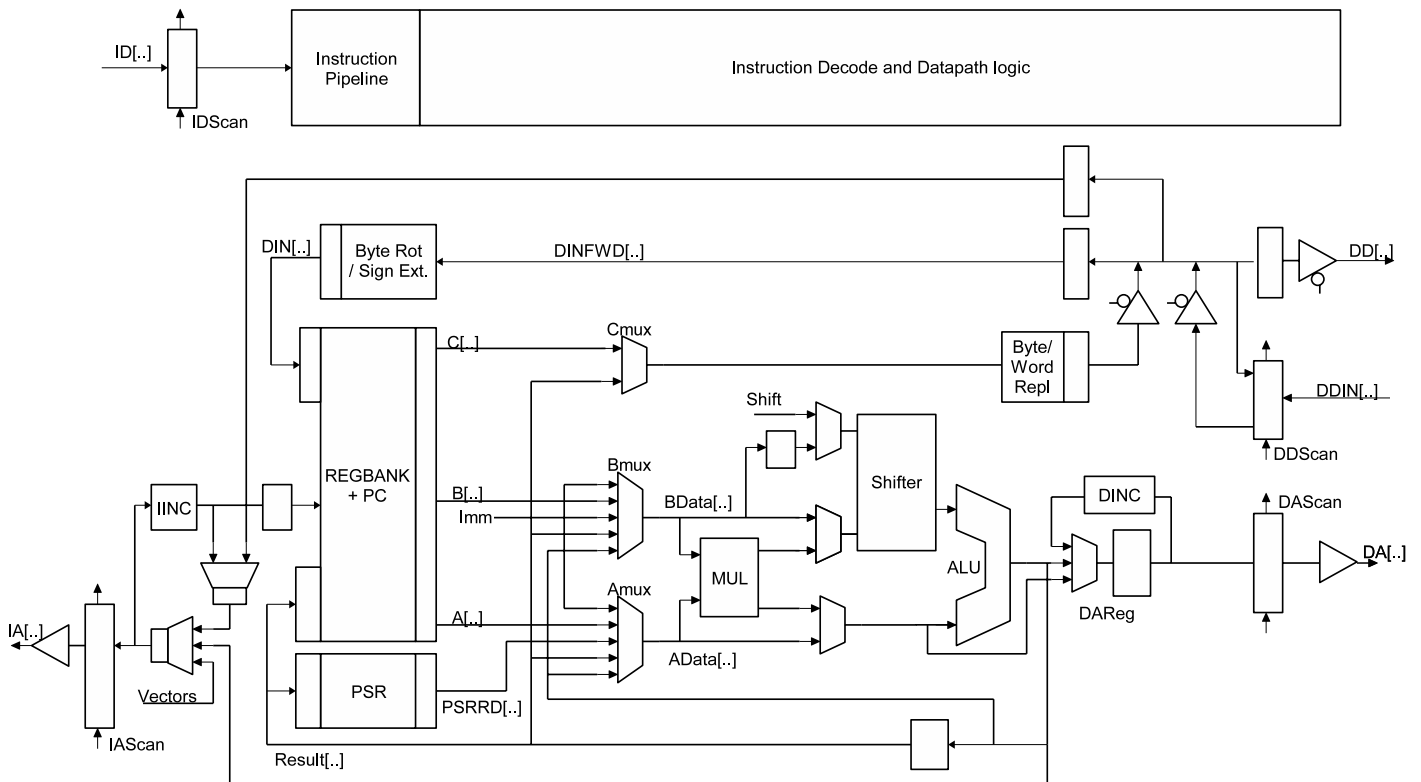 ID[..]
Instruction
Pipeline
Instruction Decode and Datapath logic
IDScan
DIN[..]
Byte Rot
/ Sign Ext.
DINFWD[..]
DD[..]
C[..]
Cmux
Byte/
Word
Repl
DDIN[..]
Shift
DDScan
REGBANK
+ PC
Bmux
BData[..]
Shifter
IINC
B[..]
Imm
DINC
DAScan
MUL
ALU
DA[..]
Amux
DAReg
IA[..]
A[..]
AData[..]
Vectors
PSR
PSRRD[..]
IAScan
Result[..]